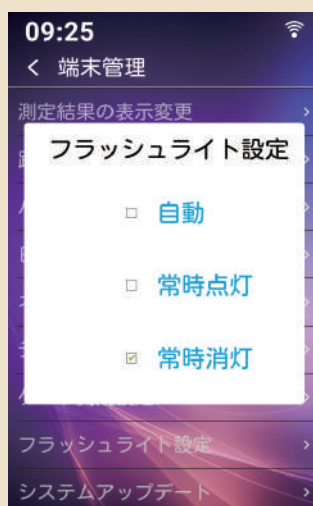 09:25
端末管理
測定結果の表示変更
フラッシュライト設定
自動
常時点灯
常時消灯
フラッシュライト設定
システムアップデート